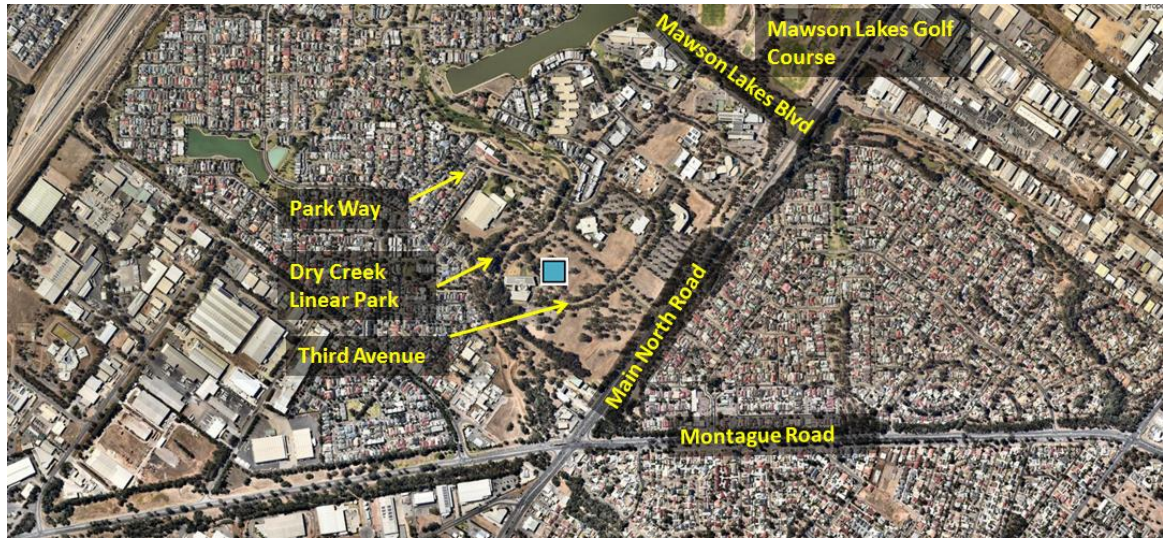 Mawson Lakes Golf
Course
Mawson Lakes Blvd
Park Way
Dry Creek
Linear Park
Third Avenue
Main North Road
Montague Road